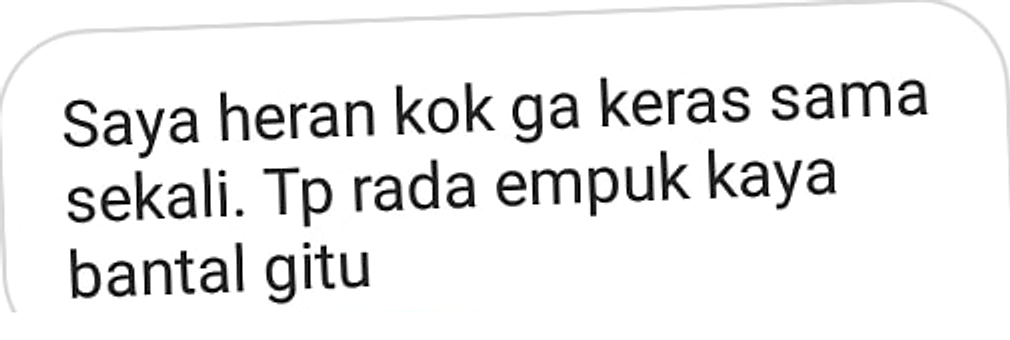 Saya heran kok ga keras sama
sekali. Tp rada empuk kaya
bantal gitu